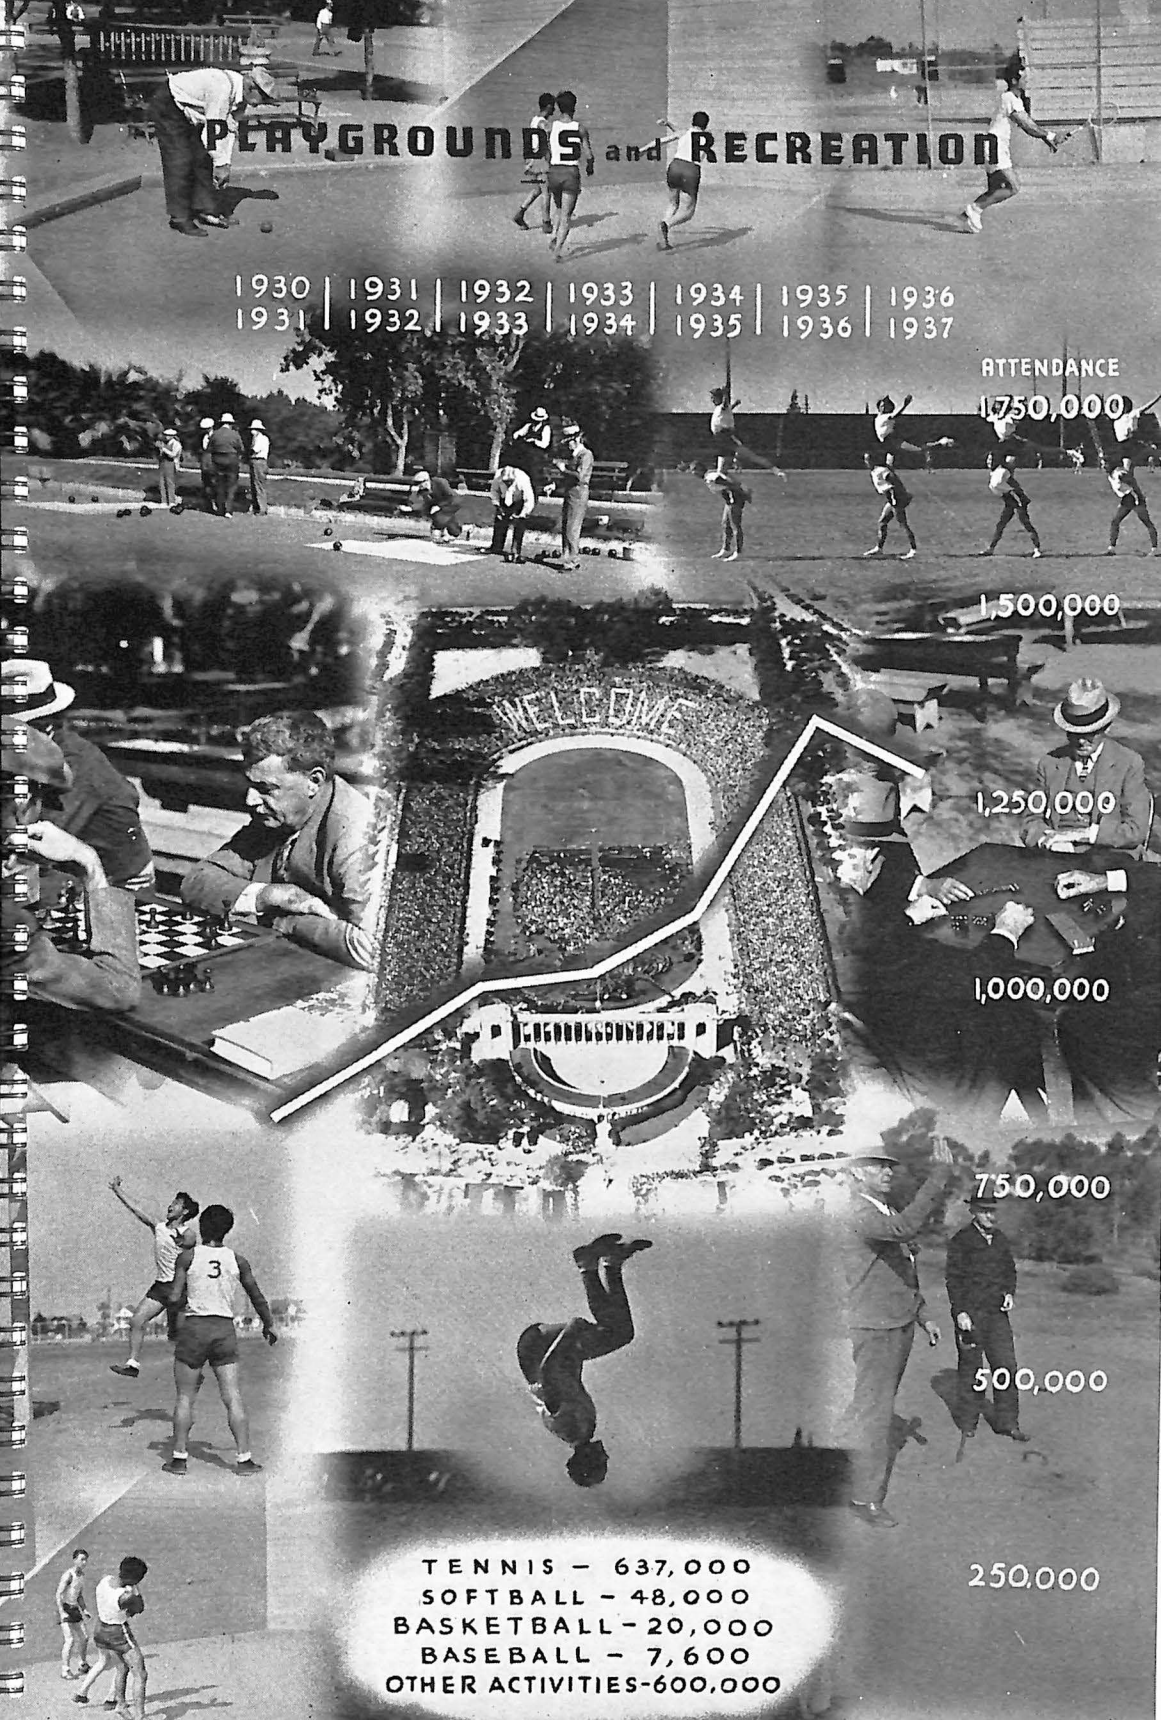 PLAYGROUNDS and RECREATION
1930 | 1931 | 1932 | 1933 | 1934 | 1935 | 1936
1931 | 1932 | 1933 | 1934 | 1935 | 1936 | 1937
ATTENDANCE
1,750,000
1,500,000
WELCOME
1,250,000
1,000,000
750,000
3
500,000
250,000
TENNIS - 637,000
SOFTBALL - 48,000
BASKETBALL - 20,000
BASEBALL - 7,600
OTHER ACTIVITIES-600,000